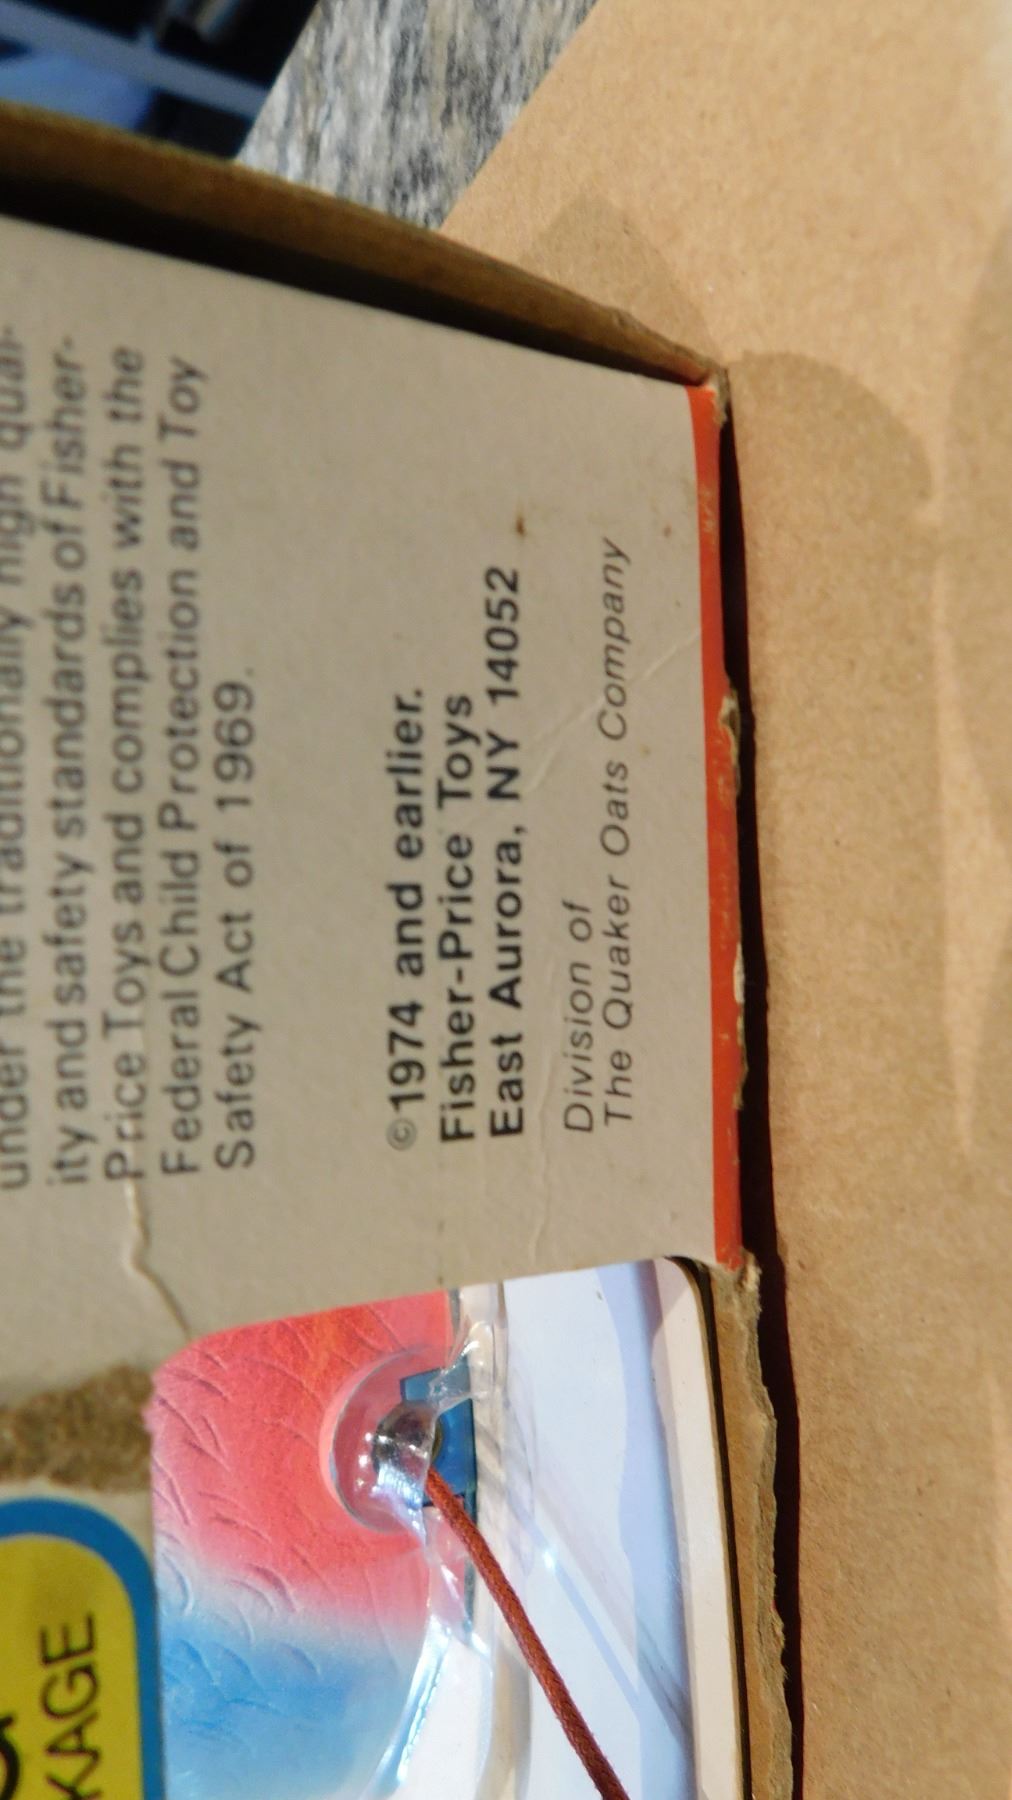 under the traditionally high qual-
ity and safety standards of Fisher-
Price Toys and complies with the
Federal Child Protection and Toy
Safety Act of 1969.
©1974 and earlier.
Fisher-Price Toys
East Aurora, NY 14052
Division of
The Quaker Oats Company
KAGE